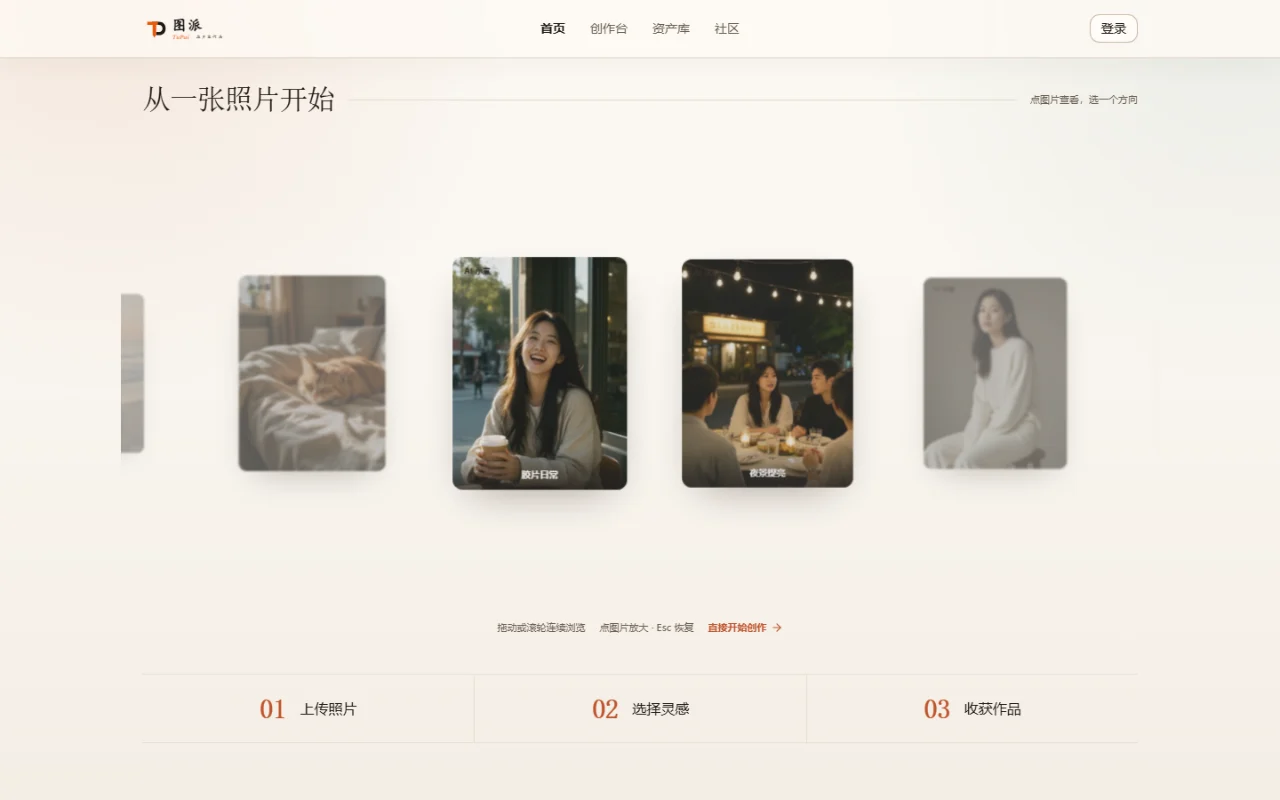 图派
首页
创作台
资产库
社区
登录
从一张照片开始
点图片查看，选一个方向
胶片日常
夜景提亮
拖动或滚轮连续浏览
点图片放大 · Esc 恢复
直接开始创作 →
01 上传照片
02 选择灵感
03 收获作品